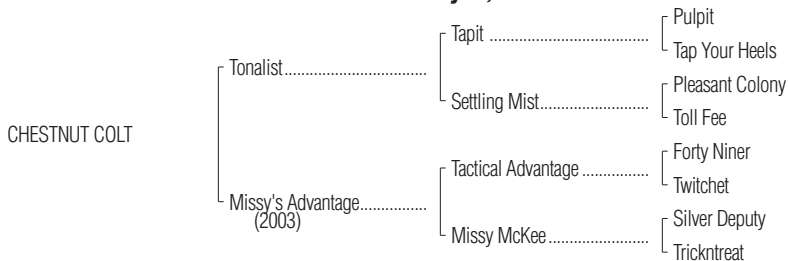 Pulpit
Tapit ......................................
Tap Your Heels
Tonalist.................................
Pleasant Colony
Settling Mist.........................
Toll Fee
CHESTNUT COLT
Forty Niner
Tactical Advantage ................
Twitchet
Missy's Advantage................
(2003)
Silver Deputy
Missy McKee........................
Trickntreat